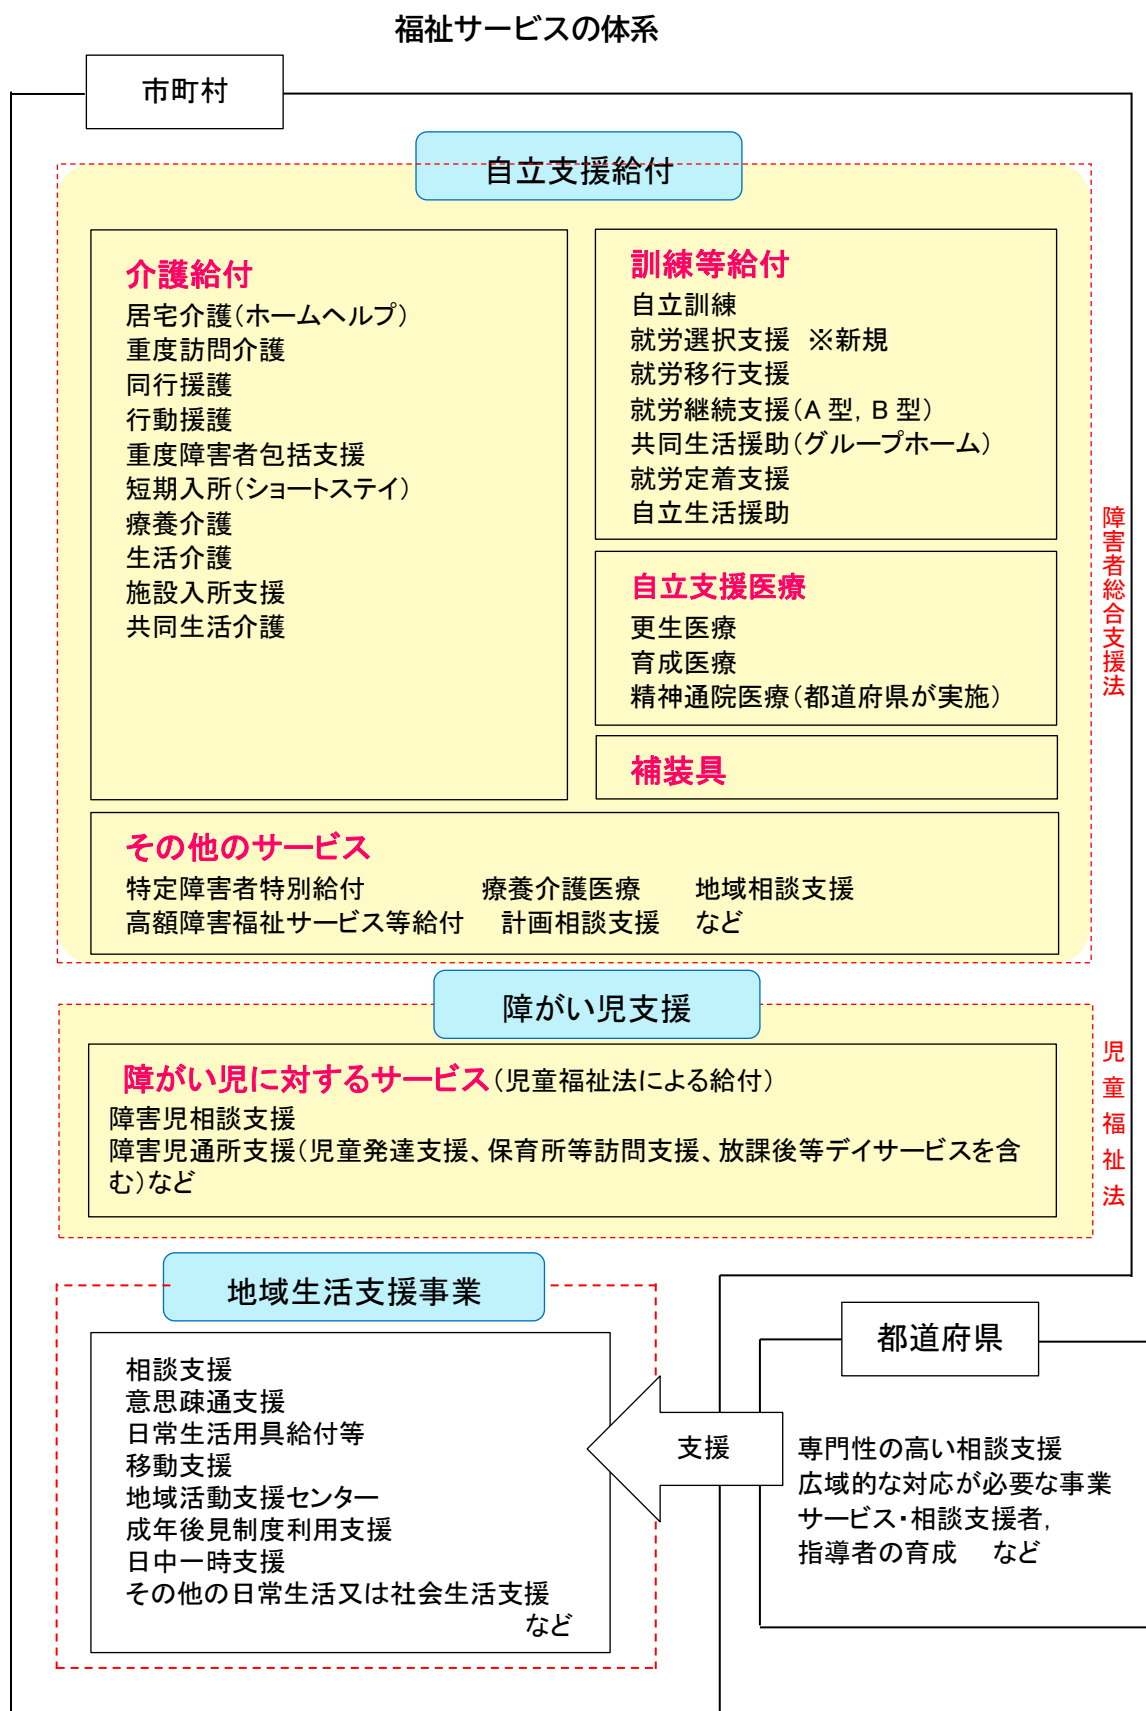 福祉サービスの体系
市町村
自立支援給付
介護給付
居宅介護(ホームヘルプ)
重度訪問介護
同行援護
行動援護
重度障害者包括支援
短期入所(ショートステイ)
療養介護
生活介護
施設入所支援
共同生活介護
訓練等給付
自立訓練
就労選択支援 ※新規
就労移行支援
就労継続支援(A型,B型)
共同生活援助(グループホーム)
就労定着支援
自立生活援助
自立支援医療
更生医療
育成医療
精神通院医療(都道府県が実施)
補装具
その他のサービス
特定障害者特別給付 療養介護医療 地域相談支援
高額障害福祉サービス等給付 計画相談支援 など
障害者総合支援法
障がい児支援
障がい児に対するサービス(児童福祉法による給付)
障害児相談支援
障害児通所支援(児童発達支援、保育所等訪問支援、放課後等デイサービスを含
む)など
児童福祉法
地域生活支援事業
相談支援
意思疎通支援
日常生活用具給付等
移動支援
地域活動支援センター
成年後見制度利用支援
日中一時支援
その他の日常生活又は社会生活支援
など
支援
都道府県
専門性の高い相談支援
広域的な対応が必要な事業
サービス・相談支援者,
指導者の育成 など